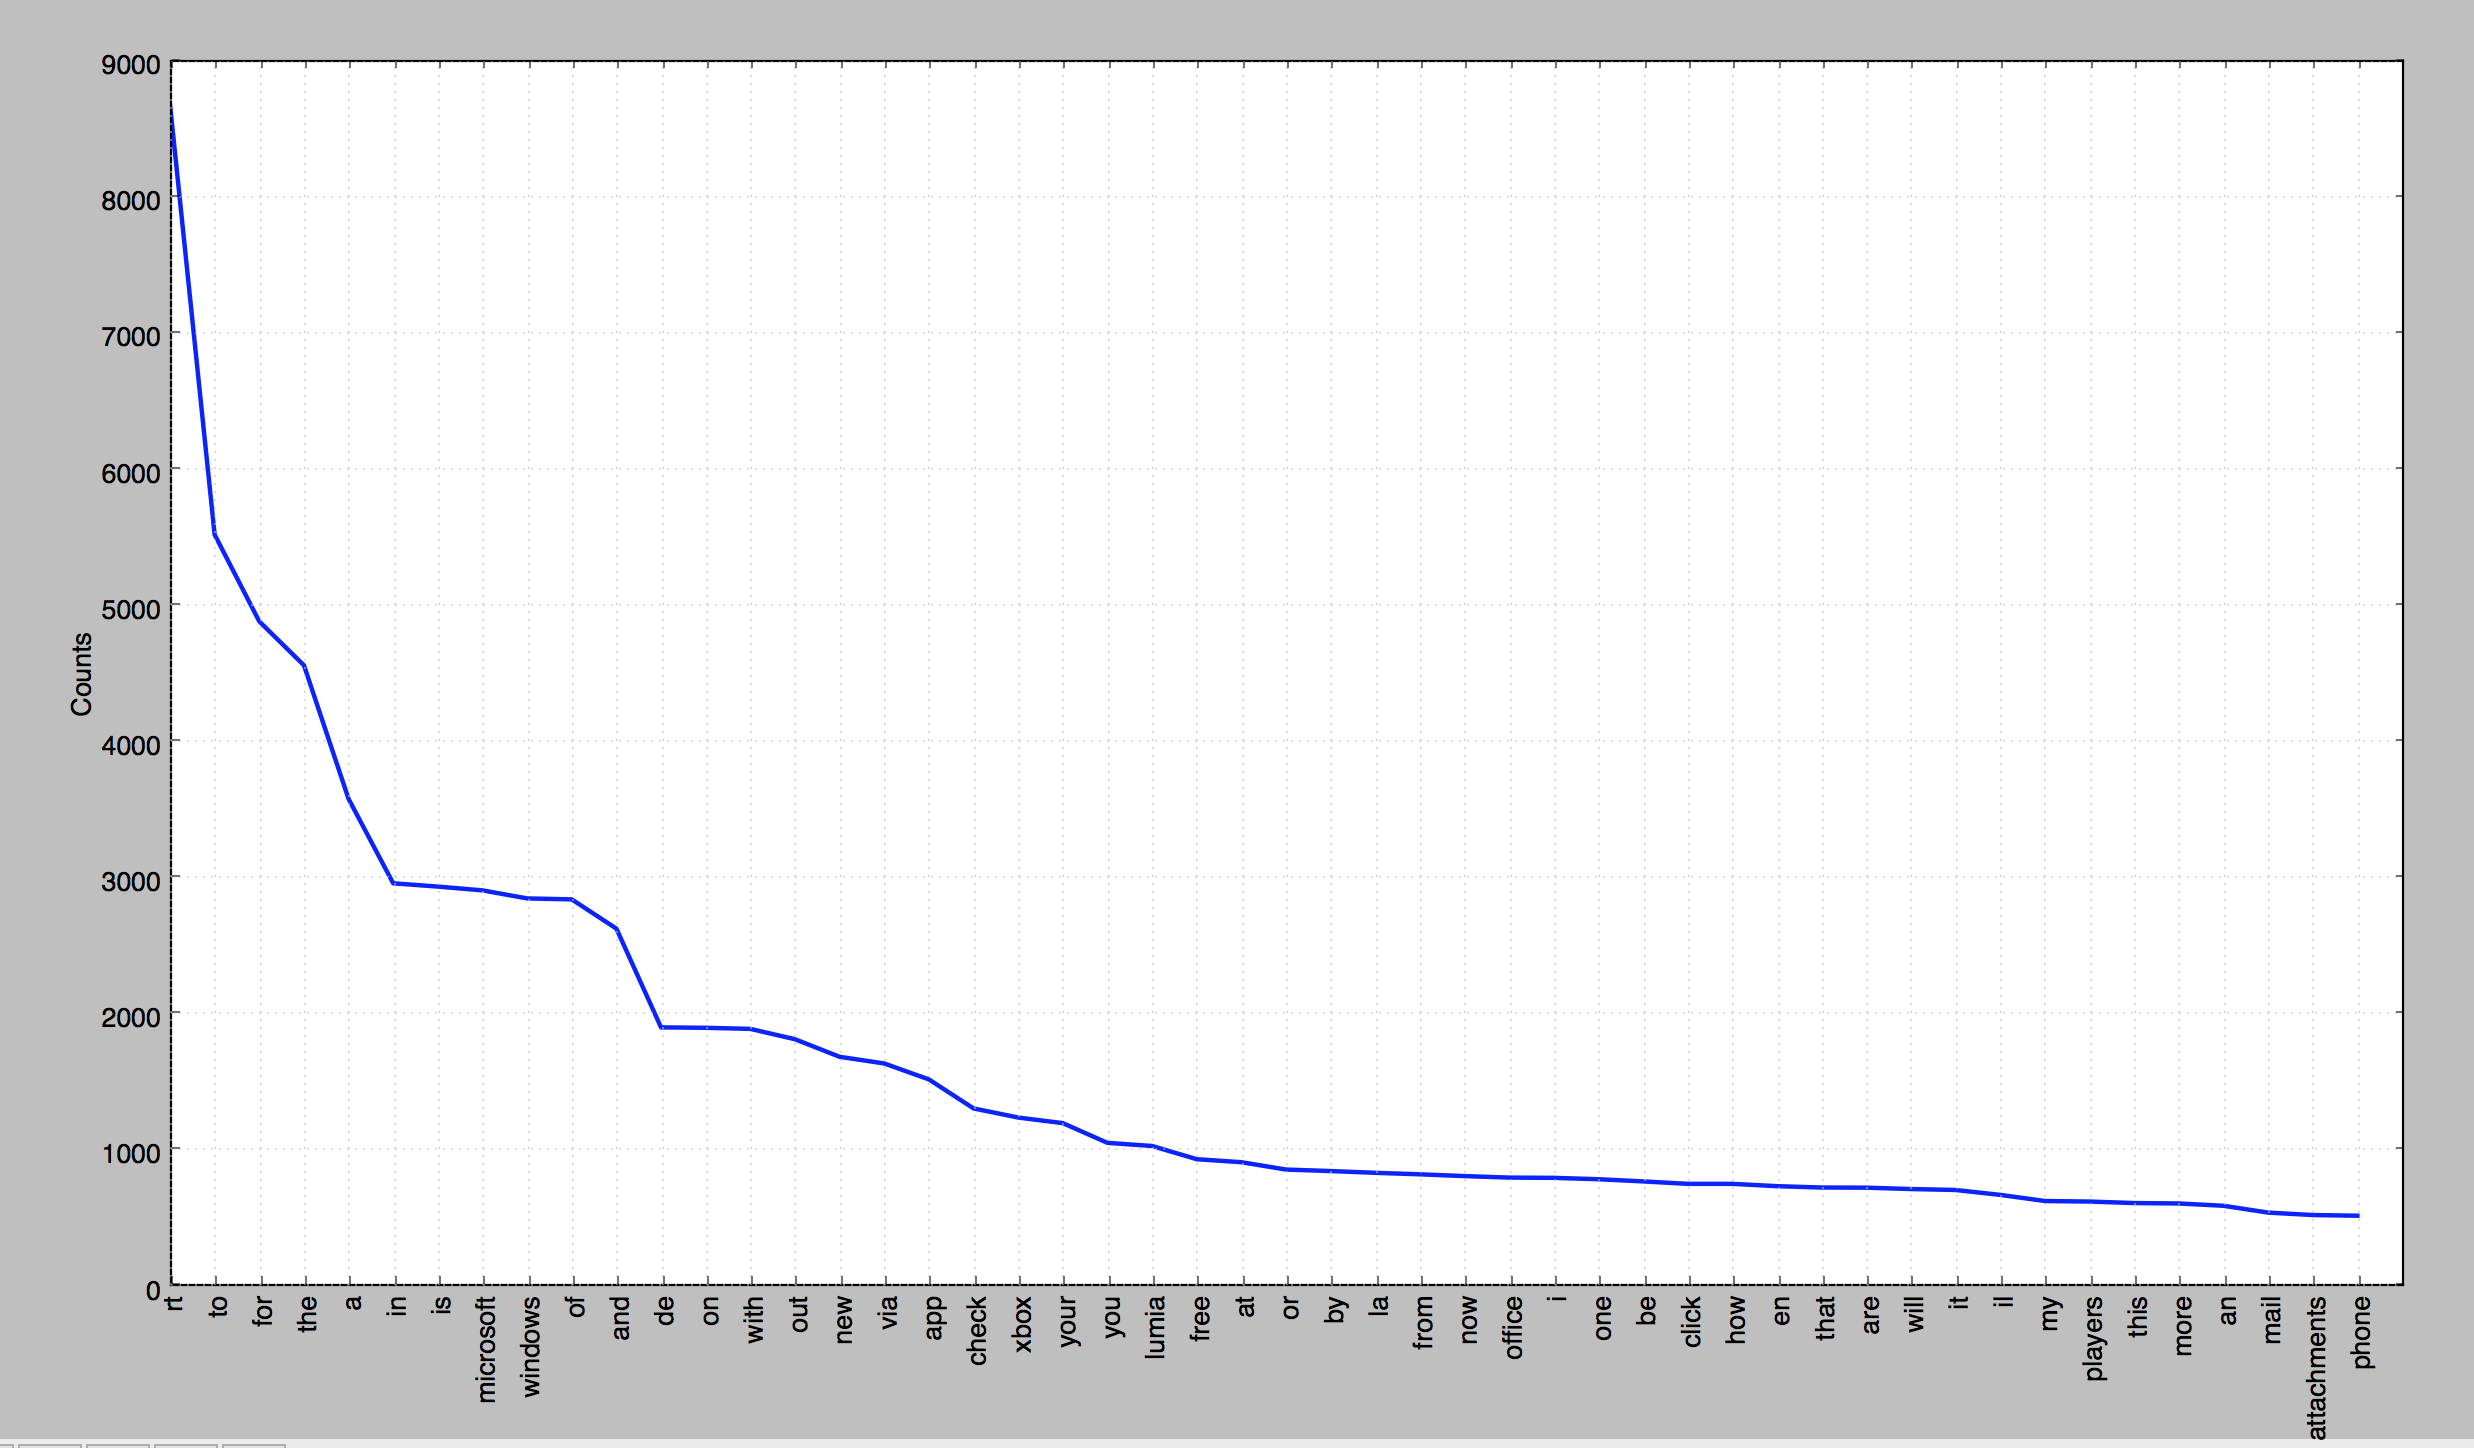 9000
8000
7000
6000
5000
4000
3000
2000
1000
0
Counts
rt
to
for
the
a
in
is
microsoft
windows
of
and
de
on
with
out
new
via
app
check
xbox
your
you
lumia
free
at
or
by
la
from
now
office
i
one
be
click
how
en
that
are
will
it
il
my
players
this
more
an
mail
attachments
phone